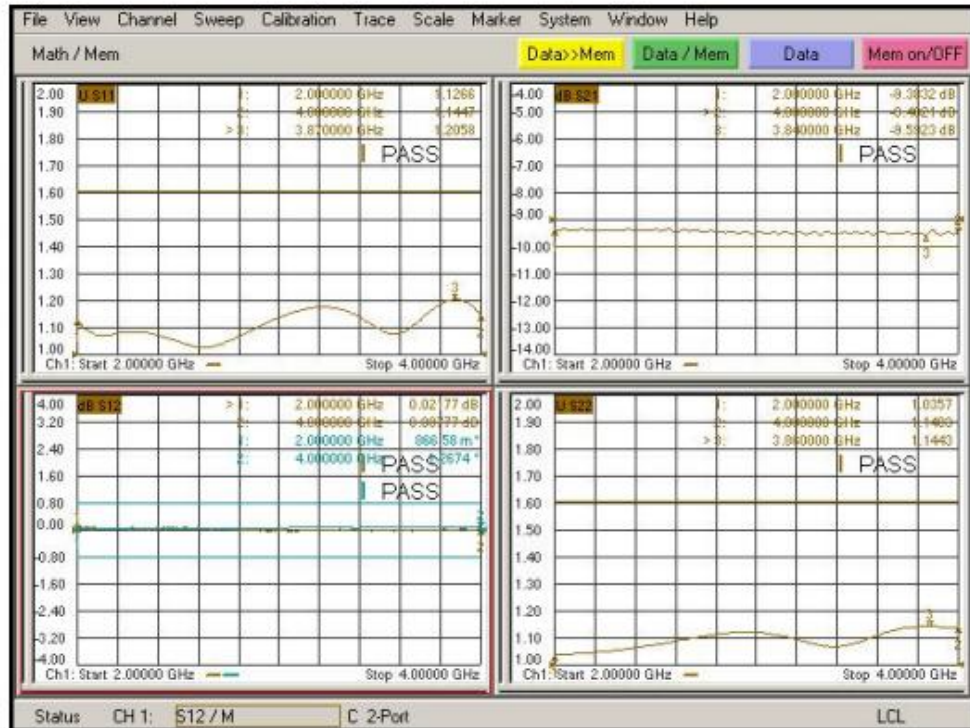 File View Channel Sweep Calibration Trace Scale Marker System Window Help
Math / Mem Data>>Mem Data / Mem Data Mem on/OFF
U S11
2.00
1.90
1.80
1.70
1.60
1.50
1.40
1.30
1.20
1.10
1.00
1: 2.000000 GHz 1.1266
2: 4.000000 GHz 1.1447
>3: 3.870000 GHz 1.2058
PASS
3
Ch1: Start 2.00000 GHz Stop 4.00000 GHz
dB S21
-4.00
-5.00
-6.00
-7.00
-8.00
-9.00
-10.00
-11.00
-12.00
-13.00
-14.00
1: 2.000000 GHz
> 2: 4.000000 GHz
3: 3.840000 GHz
PASS
3
Ch1: Start 2.00000 GHz Stop 4.00000 GHz
dB S12
4.00
3.20
2.40
1.60
0.80
0.00
-0.80
-1.60
-2.40
-3.20
-4.00
>1: 2.000000 GHz 0.02177 dB
2: 4.000000 GHz
1: 2.000000 GHz 866.58 m°
2: 4.000000 GHz
PASS
PASS
Ch1: Start 2.00000 GHz Stop 4.00000 GHz
U S22
2.00
1.90
1.80
1.70
1.60
1.50
1.40
1.30
1.20
1.10
1.00
1: 2.000000 GHz 1.0357
2: 4.000000 GHz
>3: 3.860000 GHz 1.1443
PASS
3
Ch1: Start 2.00000 GHz Stop 4.00000 GHz
Status CH 1: S12 / M C 2-Port LCL